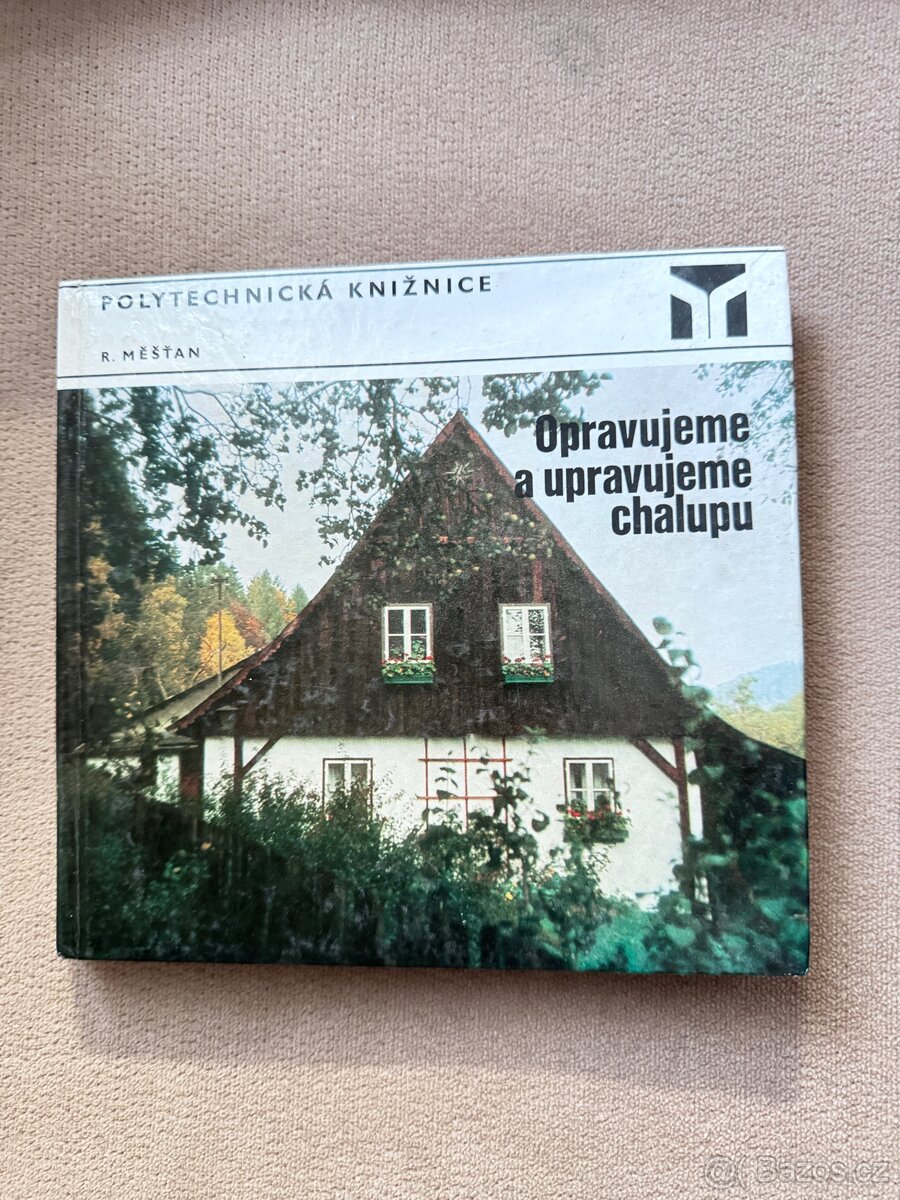 POLYTECHNICKÁ KNIŽNICE
R. MĚŠŤAN
Opravujeme
a upravujeme
chalupu
Bazos.cz